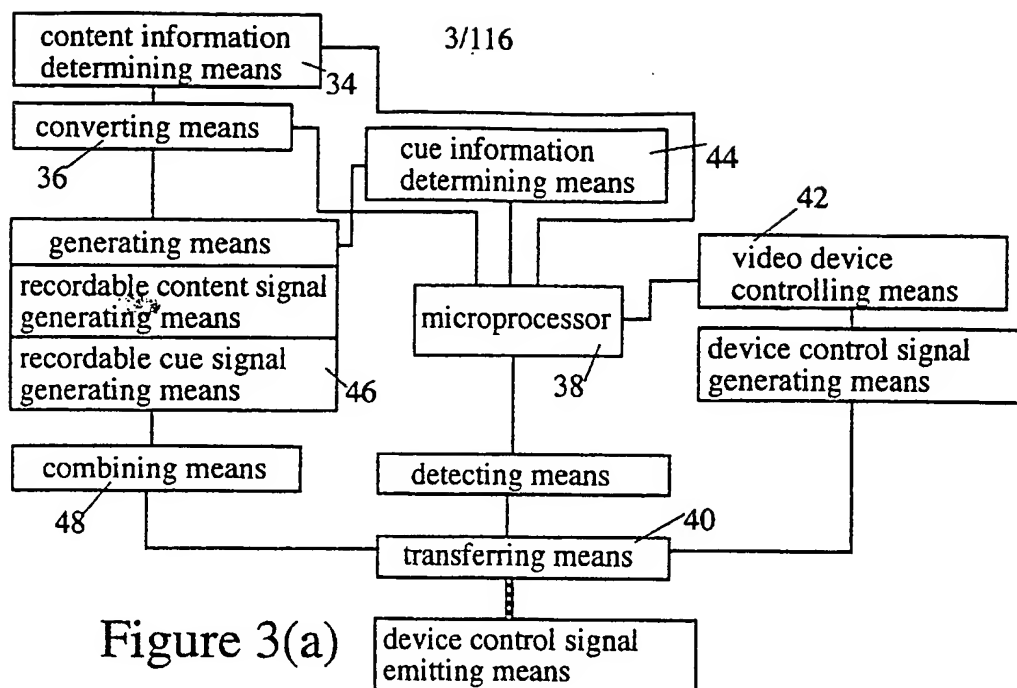 content information
determining means
34
3/116
converting means
36
cue information
determining means
44
42
generating means
recordable content signal
generating means
recordable cue signal
generating means
46
microprocessor
38
video device
controlling means
device control signal
generating means
combining means
48
detecting means
40
transferring means
Figure 3(a)
device control signal
emitting means